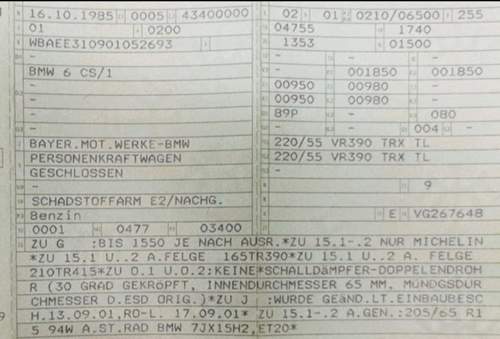 16.10.1985 0005 43400000
01 0200
WBAEE310901052693
-
BMW 6 CS/1
-
-
-
BAYER.MOT.WERKE-BMW
PERSONENKRAFTWAGEN
GESCHLOSSEN
-
SCHADSTOFFARM E2/NACHG.
Benzin
0001 0477 03400
02 01 0210/06500 255
04755 1740
1353 01500
- - -
- 001850 001850
00950 00980 -
00950 00980 -
89P - 080
- 004 -
220/55 VR390 TRX TL
220/55 VR390 TRX TL
-
- 9
E VG267648
ZU G :BIS 1550 JE NACH AUSR.*ZU 15.1-.2 NUR MICHELIN
*ZU 15.1 U..2 A.FELGE 165TR390*ZU 15.1 U..2 A. FELGE
210TR415*ZU O.1 U.O.2:KEINE*SCHALLDÄMPFER-DOPPELENDROH
R (30 GRAD GEKRÖPFT, INNENDURCHMESSER 65 MM, MÜNDGSDUR
CHMESSER D.ESD ORIG.)*ZU J :WURDE GEÄND.LT.EINBAUBESC
H.13.09.01,RO-L. 17.09.01* ZU 15.1-.2 A.GEN.:205/65 R1
5 94W A.ST.RAD BMW 7JX15H2,ET20*